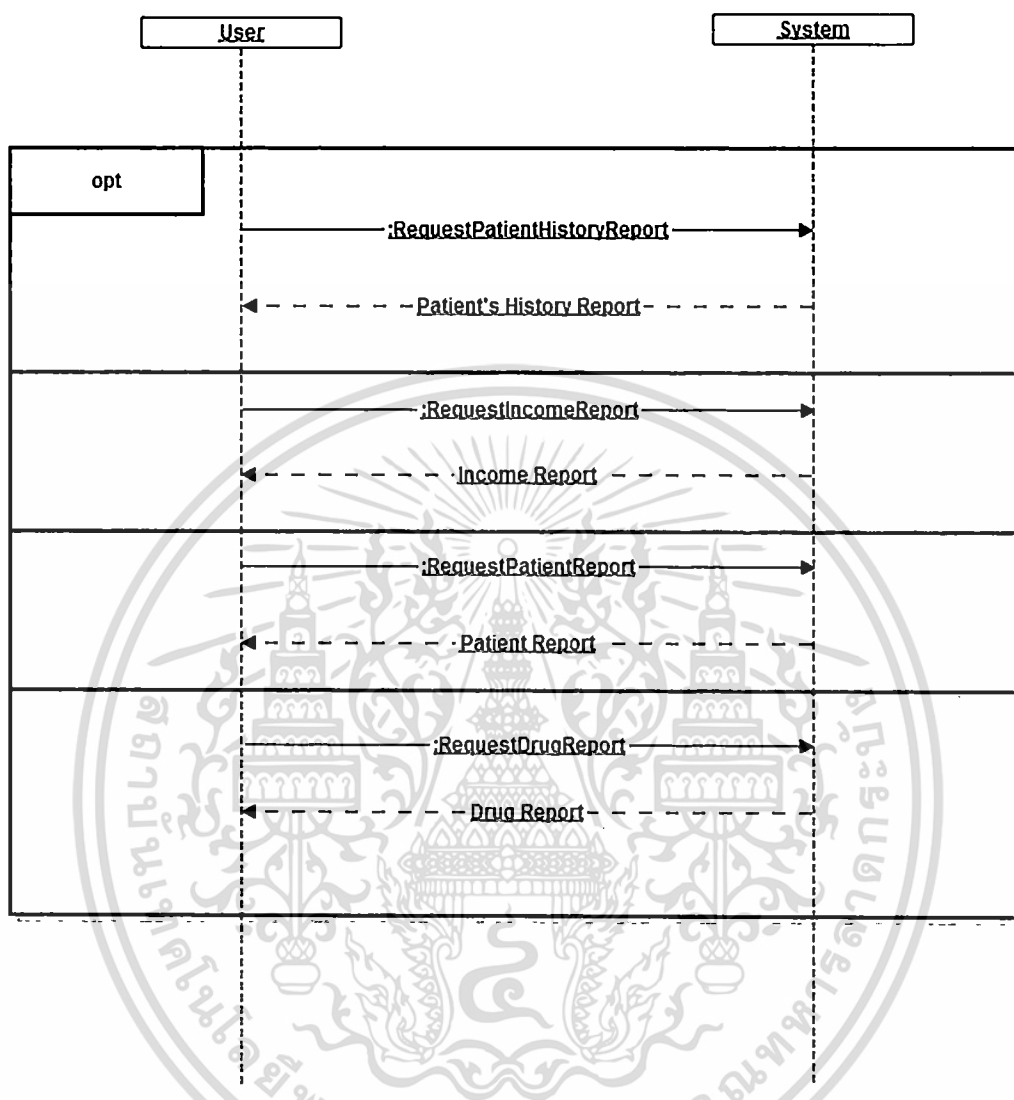 User
System
opt
:RequestPatientHistoryReport
Patient's History Report
:RequestIncomeReport
Income Report
:RequestPatientReport
Patient Report
:RequestDrugReport
Drug Report